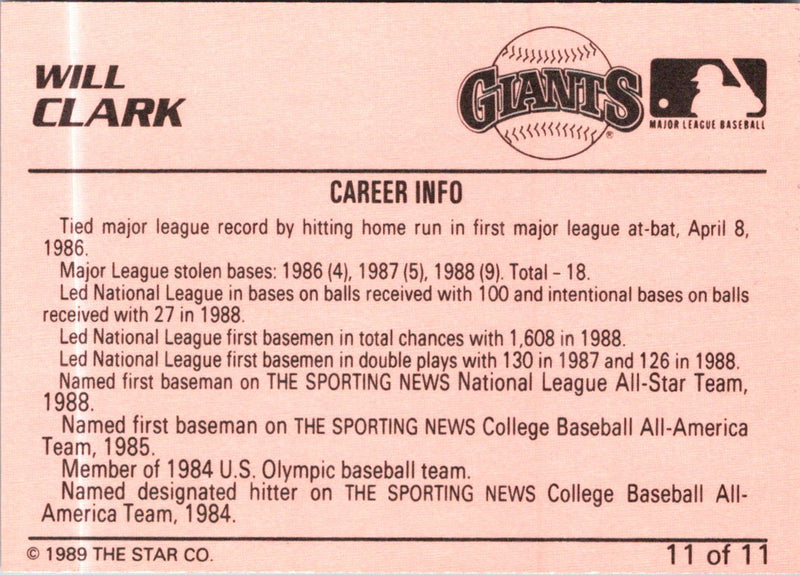 WILL
CLARK
GIANTS
®
MAJOR LEAGUE BASEBALL
CAREER INFO
Tied major league record by hitting home run in first major league at-bat, April 8,
1986.
Major League stolen bases: 1986 (4), 1987 (5), 1988 (9). Total – 18.
Led National League in bases on balls received with 100 and intentional bases on balls
received with 27 in 1988.
Led National League first basemen in total chances with 1,608 in 1988.
Led National League first basemen in double plays with 130 in 1987 and 126 in 1988.
Named first baseman on THE SPORTING NEWS National League All-Star Team,
1988.
Named first baseman on THE SPORTING NEWS College Baseball All-America
Team, 1985.
Member of 1984 U.S. Olympic baseball team.
Named designated hitter on THE SPORTING NEWS College Baseball All-
America Team, 1984.
© 1989 THE STAR CO.
11 of 11